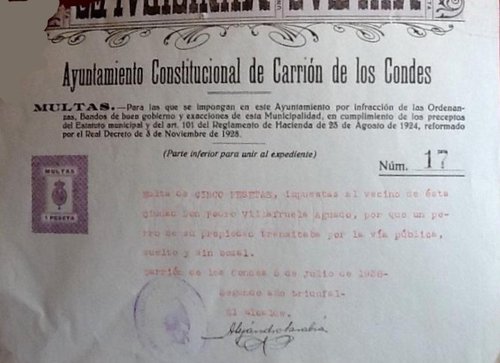 Ayuntamiento Constitucional de Carrión de los Condes
MULTAS.—Para las que se impongan en este Ayuntamiento por infracción de las Ordenan-
zas, Bandos de buen gobierno y exacciones de esta Municipalidad, en cumplimiento de los preceptos
del Estatuto municipal y del art. 101 del Reglamento de Hacienda de 23 de Agosto de 1924, reformado
por el Real Decreto de 3 de Noviembre de 1928.
(Parte inferior para unir al expediente)
Núm. 17
MULTAS
1 PESETA
Multa de CINCO PESETAS, impuestas al vecino de ésta
ciudad Don Pedro Villafruela Aguado, por que un pe-
rro de su propiedad transitaba por la vía pública,
suelto y sin bozal.
Carrión de los Condes 6 de julio de 1938-
-Segundo año triunfal-
El Alcalde,